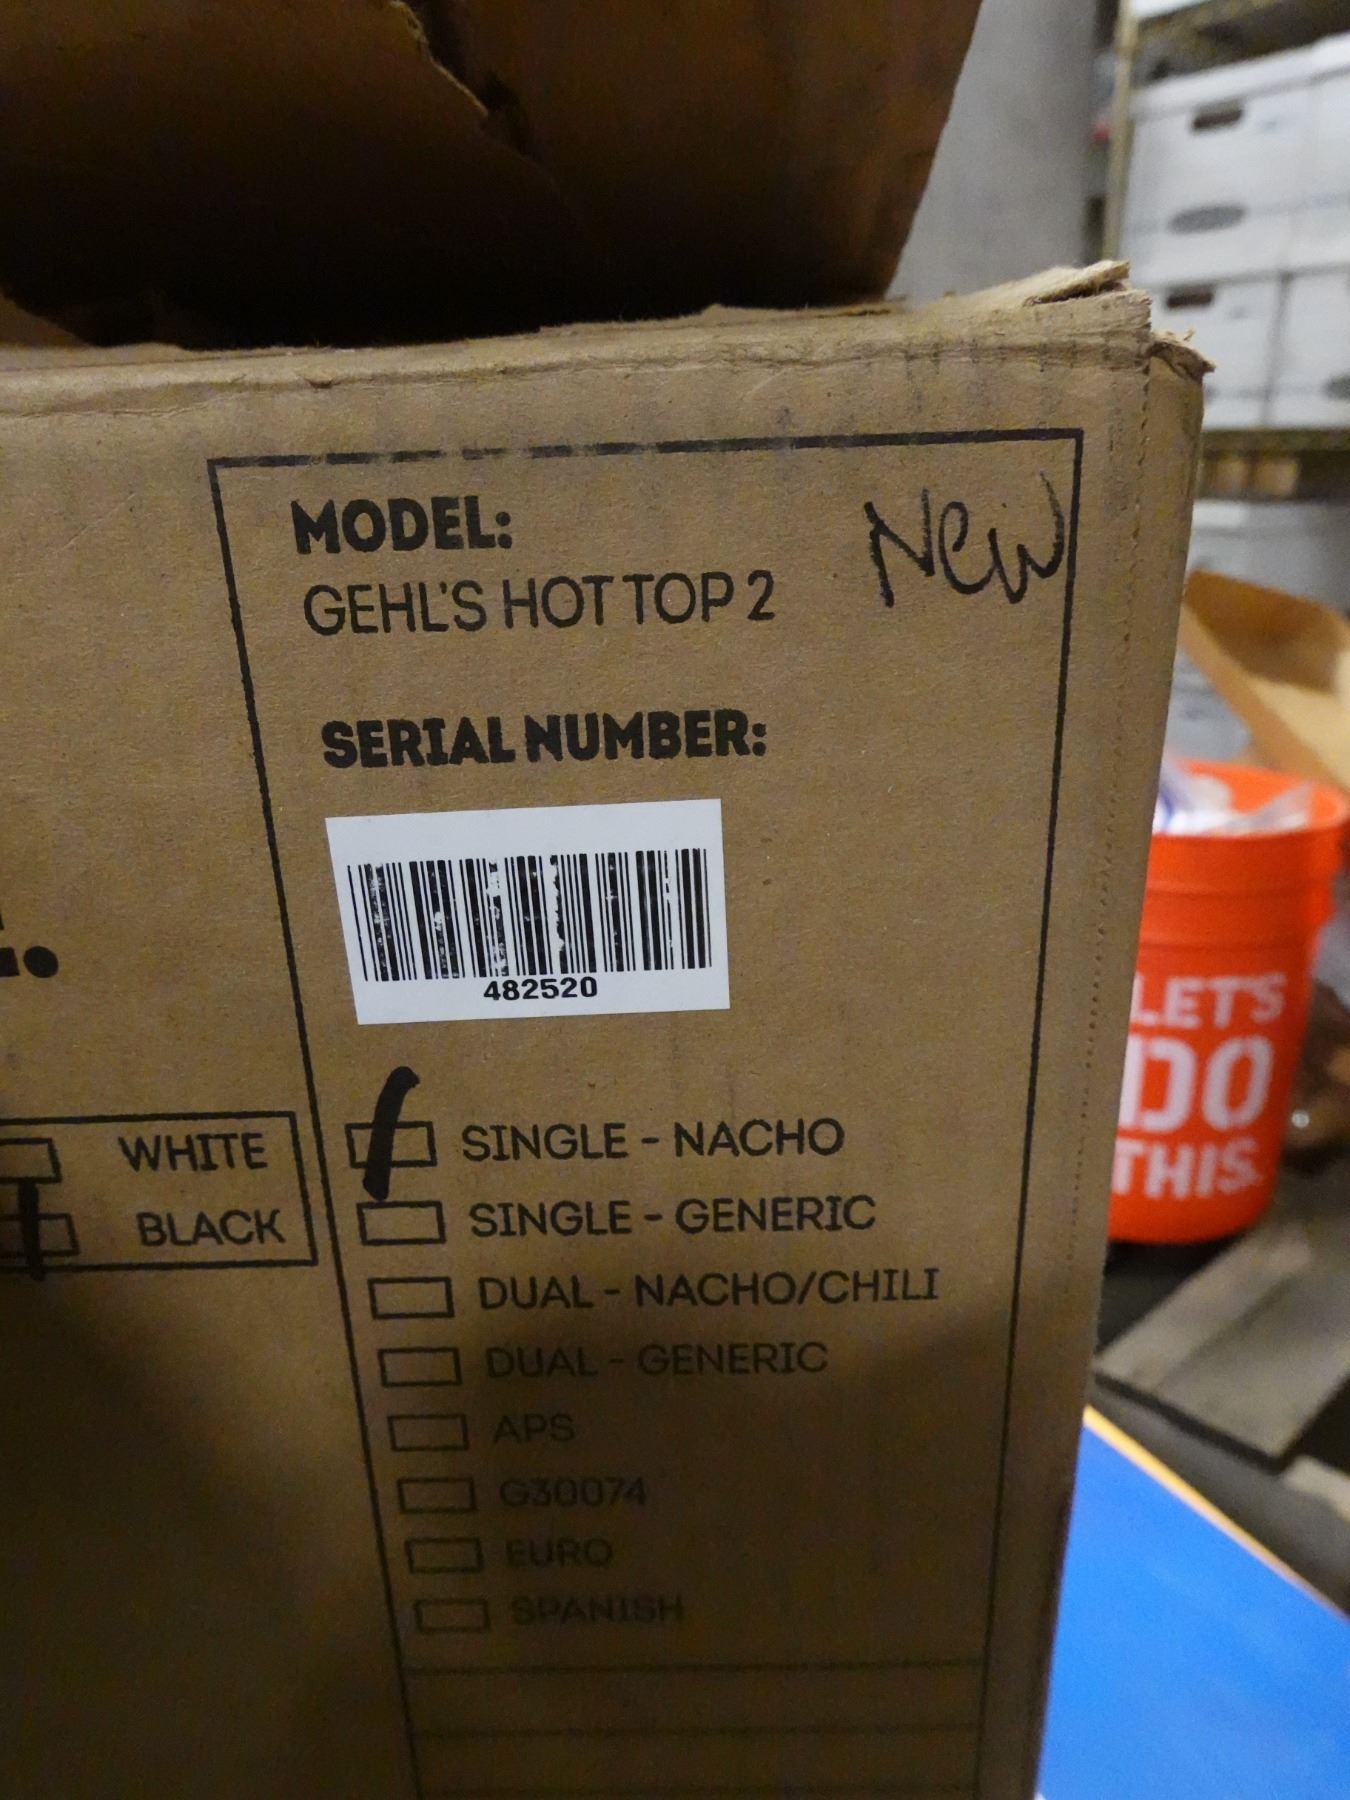 MODEL:
New
GEHL'S HOT TOP 2
SERIAL NUMBER:
482520
WHITE
BLACK
SINGLE - NACHO
SINGLE - GENERIC
DUAL - NACHO/CHILI
DUAL - GENERIC
APS
G30074
EURO
SPANISH
LET'S
DO
THIS.